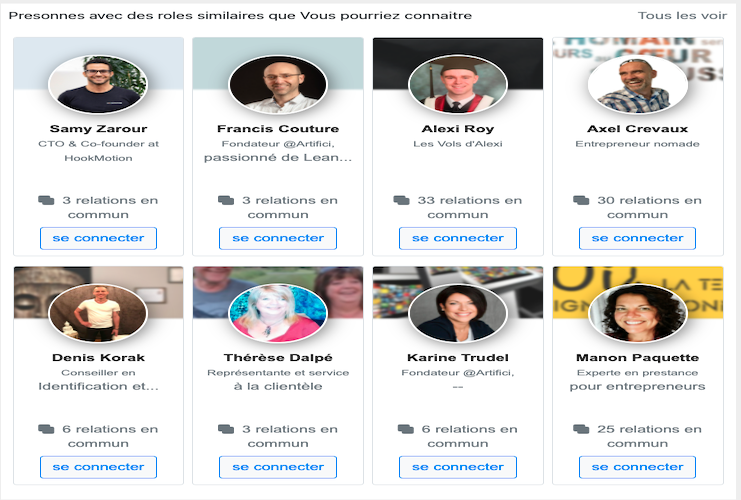 Presonnes avec des roles similaires que Vous pourriez connaitre
Tous les voir
HUMAIN
CŒUR
Samy Zarour
CTO & Co-founder at
HookMotion
3 relations en
commun
se connecter
Francis Couture
Fondateur @Artifici,
passionné de Lean...
3 relations en
commun
se connecter
Alexi Roy
Les Vols d'Alexi
33 relations en
commun
se connecter
Axel Crevaux
Entrepreneur nomade
30 relations en
commun
se connecter
Denis Korak
Conseiller en
Identification et...
6 relations en
commun
se connecter
Thérèse Dalpé
Représentante et service
à la clientèle
3 relations en
commun
se connecter
Karine Trudel
Fondateur @Artifici,
--
6 relations en
commun
se connecter
LA TE
Manon Paquette
Experte en prestance
pour entrepreneurs
25 relations en
commun
se connecter